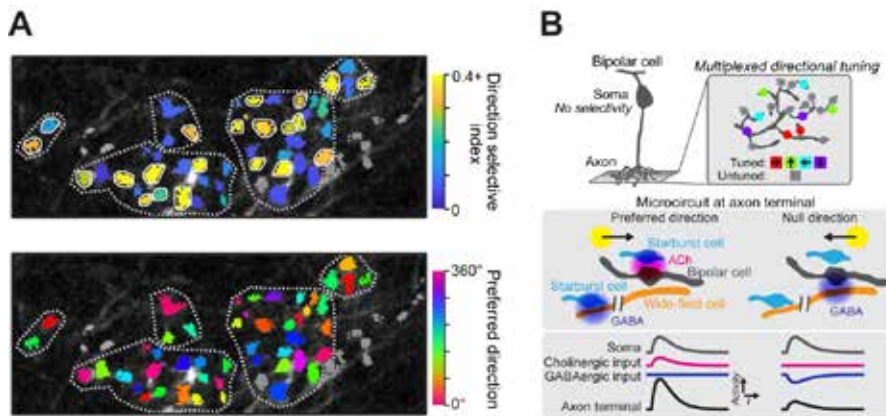 A
0.4+
0
Direction selective
index
360°
0°
Preferred direction
B
Bipolar cell
Soma
No selectivity
Axon
Multiplexed directional tuning
Tuned:
Untuned:
Microcircuit at axon terminal
Preferred direction
Null direction
Starburst cell
ACh
Bipolar cell
Starburst cell
Wide-field cell
GABA
GABA
Soma
Cholinergic input
GABAergic input
Axon terminal
Activity
T